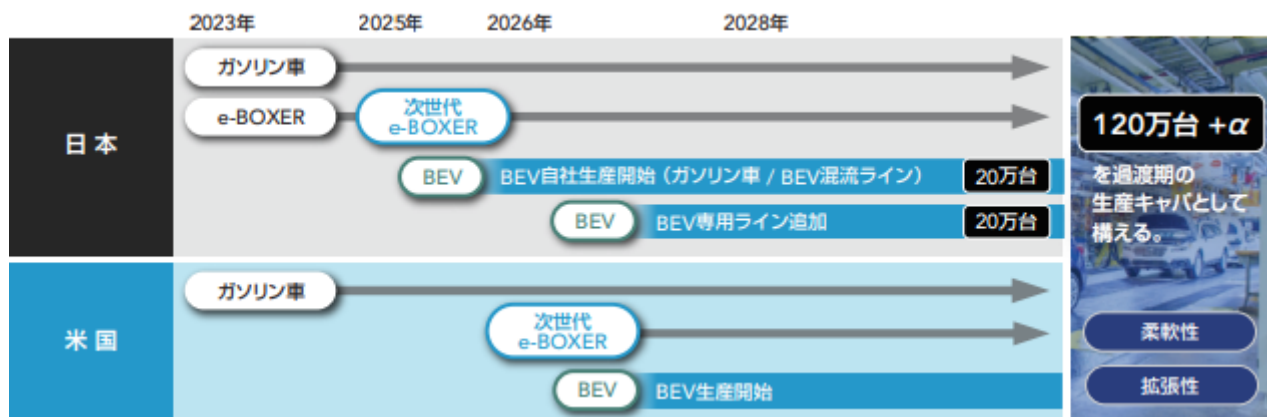 2023年 2025年 2026年 2028年
日本
ガソリン車
e-BOXER
次世代
e-BOXER
BEV BEV自社生産開始（ガソリン車 / BEV混流ライン） 20万台
BEV BEV専用ライン追加 20万台
米国
ガソリン車
次世代
e-BOXER
BEV BEV生産開始
120万台 +α
を過渡期の
生産キャパとして
構える。
柔軟性
拡張性